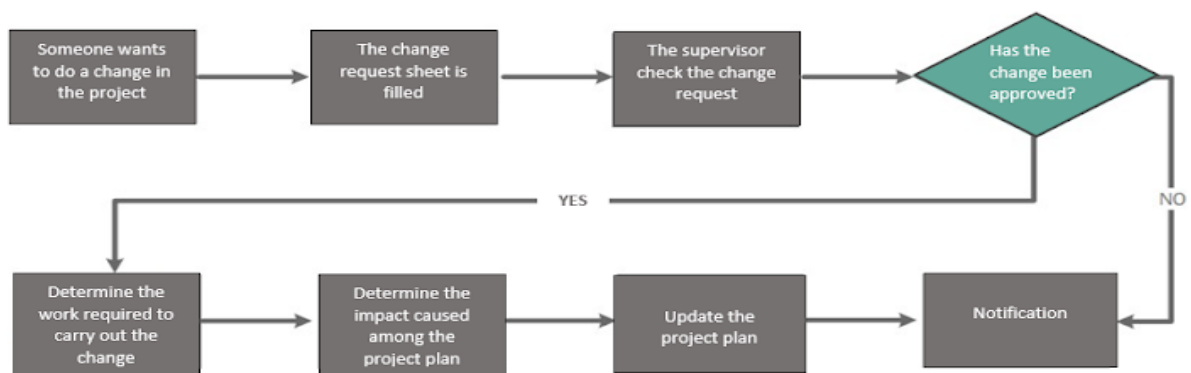 Someone wants
to do a change in
the project
The change
request sheet is
filled
The supervisor
check the change
request
Has the
change been
approved?
YES
NO
Determine the
work required to
carry out the
change
Determine the
impact caused
among the
project plan
Update the
project plan
Notification